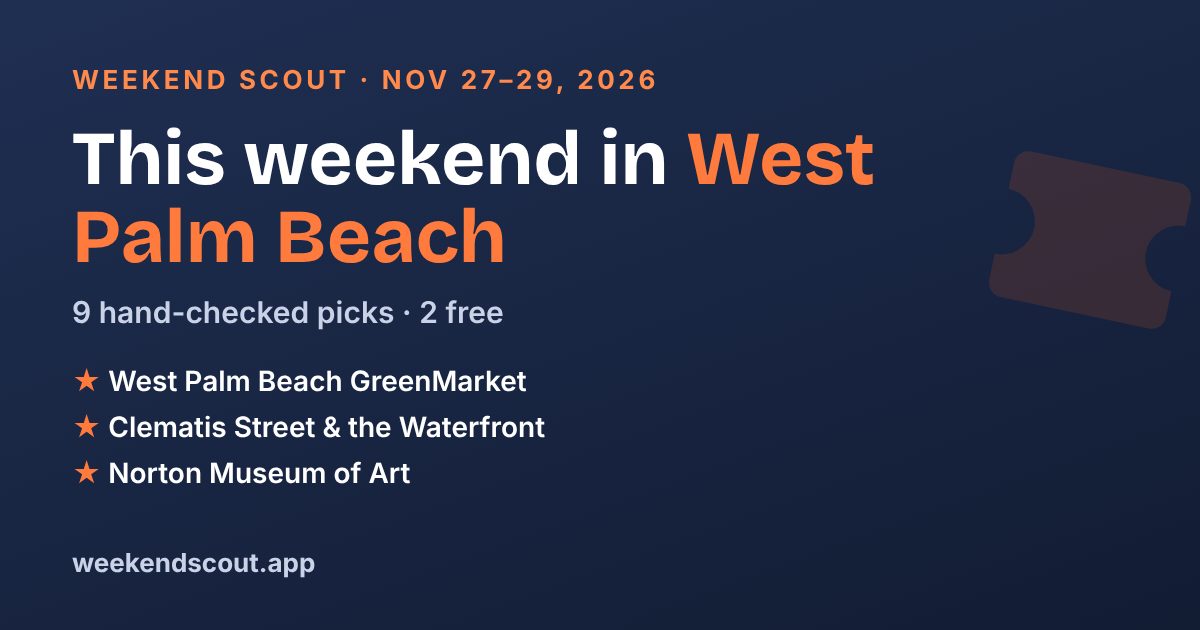 WEEKEND SCOUT · NOV 27–29, 2026
This weekend in West
Palm Beach
9 hand-checked picks · 2 free
★ West Palm Beach GreenMarket
★ Clematis Street & the Waterfront
★ Norton Museum of Art
weekendscout.app